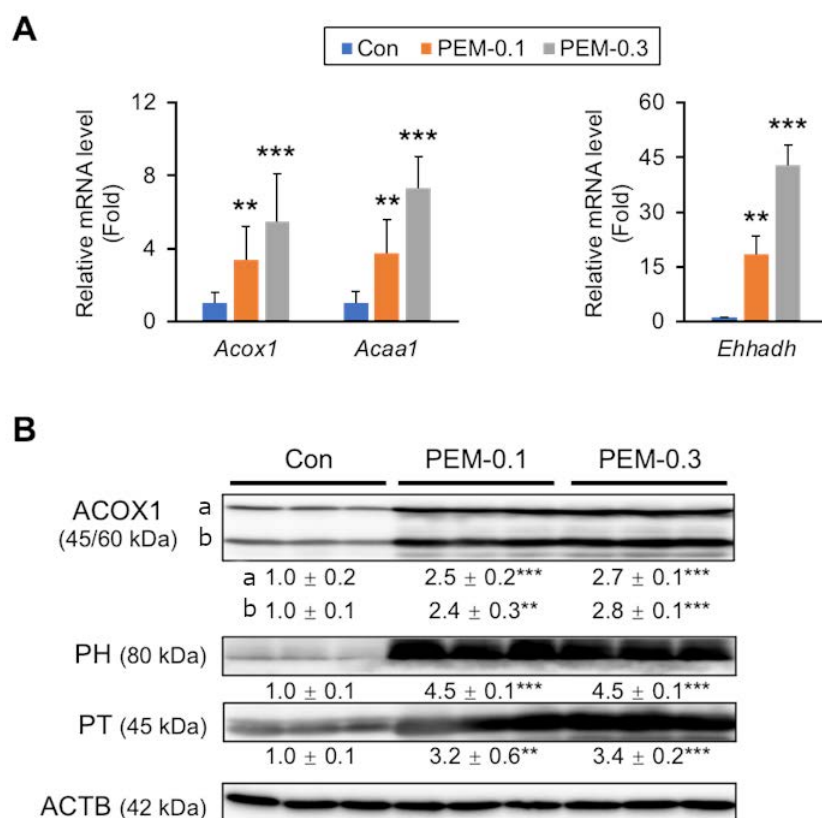 A
Con PEM-0.1 PEM-0.3
Relative mRNA level
(Fold)
12
8
4
0
** *** ** ***
Acox1 Acaa1
Relative mRNA level
(Fold)
60
45
30
15
0
** ***
Ehhadh
B
Con PEM-0.1 PEM-0.3
ACOX1
(45/60 kDa)
a
b
a 1.0 ± 0.2 2.5 ± 0.2*** 2.7 ± 0.1***
b 1.0 ± 0.1 2.4 ± 0.3** 2.8 ± 0.1***
PH (80 kDa)
1.0 ± 0.1 4.5 ± 0.1*** 4.5 ± 0.1***
PT (45 kDa)
1.0 ± 0.1 3.2 ± 0.6** 3.4 ± 0.2***
ACTB (42 kDa)